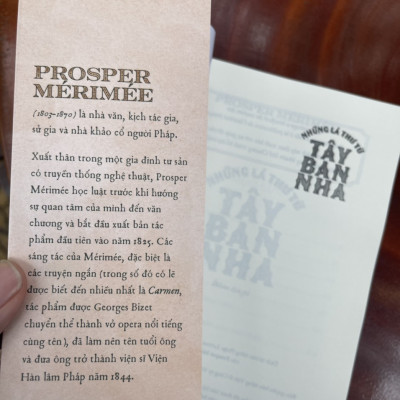 PROSPER
MÉRIMÉE
(1803-1870) là nhà văn, kịch tác gia,
sử gia và nhà khảo cổ người Pháp.
Xuất thân trong một gia đình tư sản
có truyền thống nghệ thuật, Prosper
Mérimée học luật trước khi hướng
sự quan tâm của mình đến văn
chương và bắt đầu xuất bản tác
phẩm đầu tiên vào năm 1825. Các
sáng tác của Mérimée, đặc biệt là
các truyện ngắn (trong số đó có lẽ
được biết đến nhiều nhất là Carmen,
tác phẩm được Georges Bizet
chuyển thể thành vở opera nổi tiếng
cùng tên), đã làm nên tên tuổi ông
và đưa ông trở thành viện sĩ Viện
Hàn lâm Pháp năm 1844.
NHỮNG LÁ THƯ TỪ
TÂY
BAN
NHA